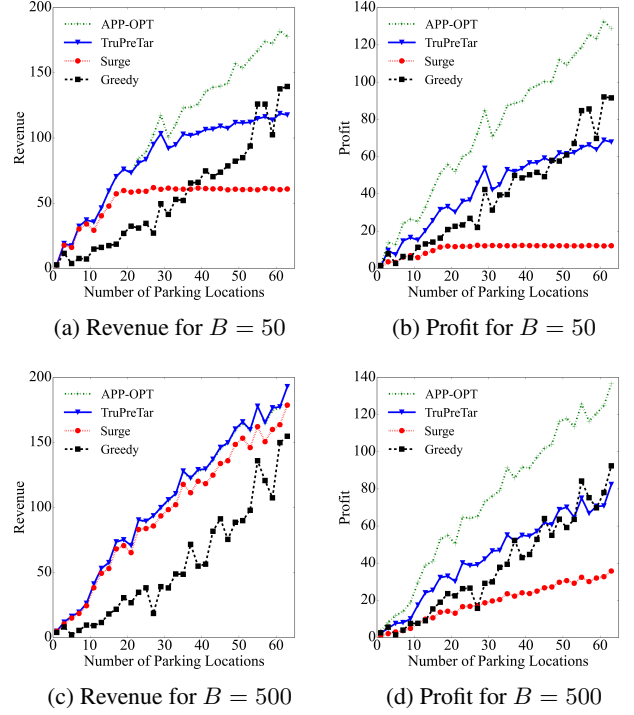 200
150
100
50
0
Revenue
APP-OPT
TruPreTar
Surge
Greedy
0 10 20 30 40 50 60
Number of Parking Locations
(a) Revenue for B = 50
140
120
100
80
60
40
20
0
Profit
APP-OPT
TruPreTar
Surge
Greedy
0 10 20 30 40 50 60
Number of Parking Locations
(b) Profit for B = 50
200
150
100
50
0
Revenue
APP-OPT
TruPreTar
Surge
Greedy
0 10 20 30 40 50 60
Number of Parking Locations
(c) Revenue for B = 500
140
120
100
80
60
40
20
0
Profit
APP-OPT
TruPreTar
Surge
Greedy
0 10 20 30 40 50 60
Number of Parking Locations
(d) Profit for B = 500